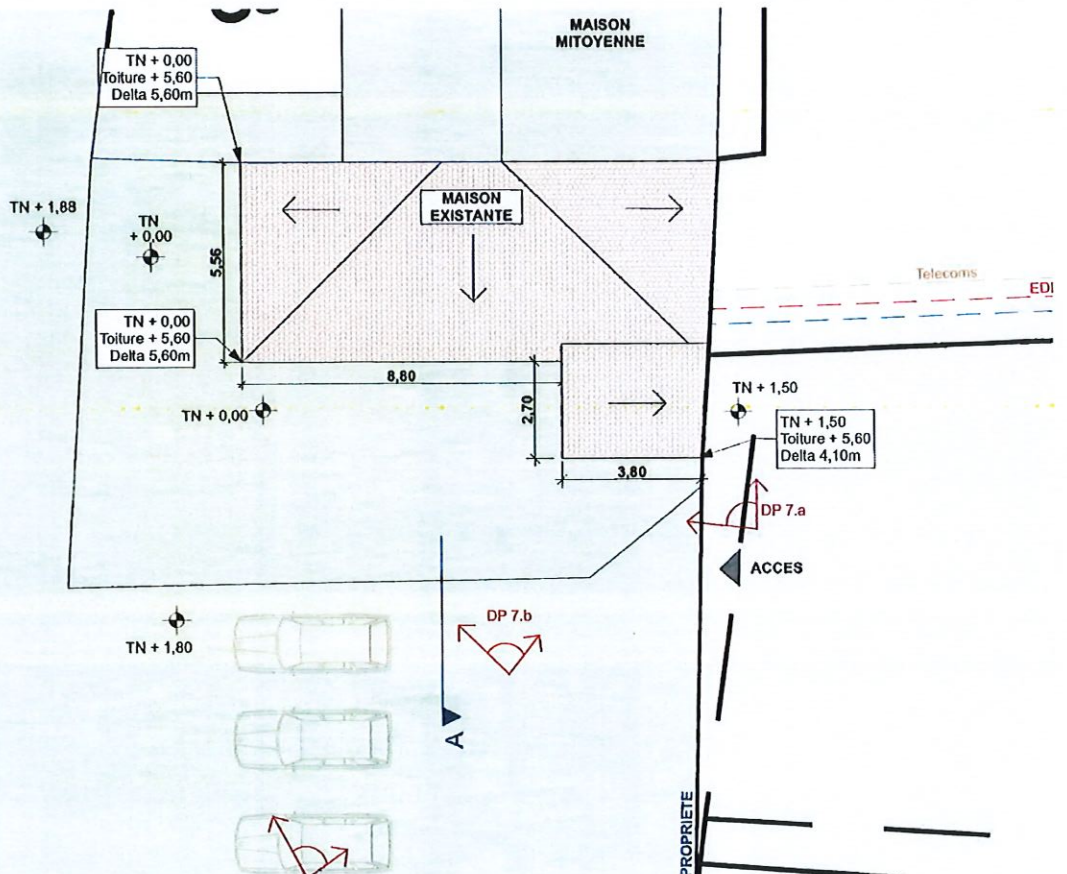 MAISON
MITOYENNE
TN + 0,00
Toiture + 5,60
Delta 5,60m
TN + 1,88
TN
+ 0,00
MAISON
EXISTANTE
5,56
Telecoms
TN + 0,00
Toiture + 5,60
Delta 5,60m
8,80
TN + 0,00
2,70
TN + 1,50
TN + 1,50
Toiture + 5,60
Delta 4,10m
3,80
DP 7.a
ACCES
DP 7.b
TN + 1,80
A
PROPRIETE